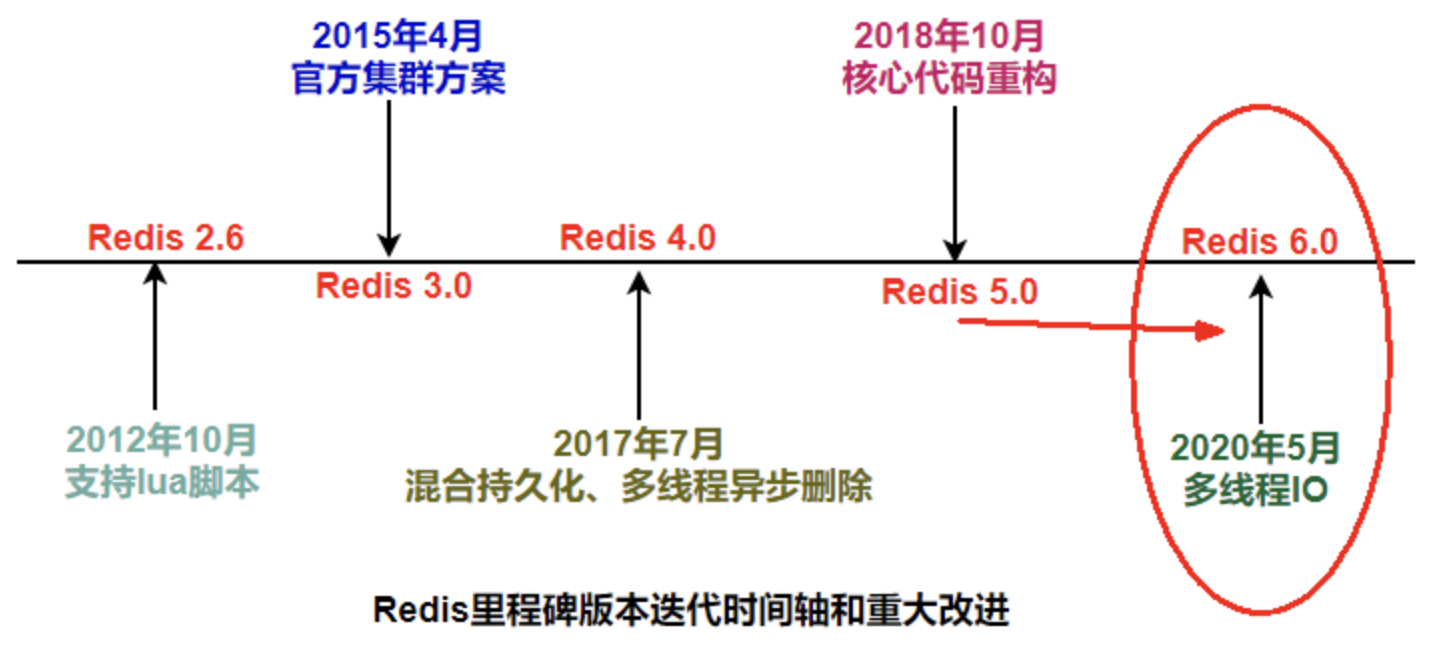 2015年4月
官方集群方案
2018年10月
核心代码重构
Redis 2.6
Redis 3.0
Redis 4.0
Redis 5.0
Redis 6.0
2012年10月
支持lua脚本
2017年7月
混合持久化、多线程异步删除
2020年5月
多线程IO
Redis里程碑版本迭代时间轴和重大改进